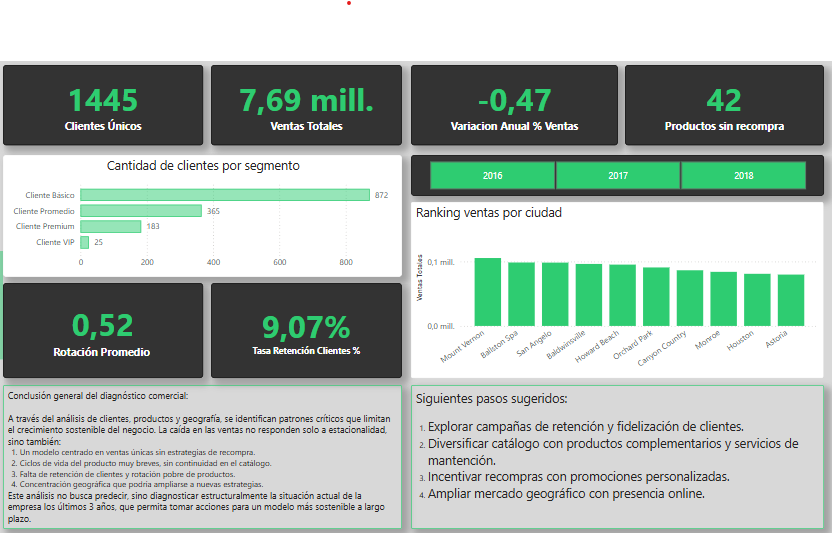 1445
Clientes Únicos
7,69 mill.
Ventas Totales
-0,47
Variacion Anual % Ventas
42
Productos sin recompra
Cantidad de clientes por segmento
Cliente Básico
872
Cliente Promedio
365
Cliente Premium
183
Cliente VIP
25
0
200
400
600
800
2016
2017
2018
Ranking ventas por ciudad
Ventas Totales
0,1 mill.
0,0 mill.
Mount Vernon
Ballston Spa
San Angelo
Baldwinsville
Howard Beach
Orchard Park
Canyon Country
Monroe
Houston
Astoria
0,52
Rotación Promedio
9,07%
Tasa Retención Clientes %
Conclusión general del diagnóstico comercial:
A través del análisis de clientes, productos y geografía, se identifican patrones críticos que limitan
el crecimiento sostenible del negocio. La caída en las ventas no responden solo a estacionalidad,
sino también:
1. Un modelo centrado en ventas únicas sin estrategias de recompra.
2. Ciclos de vida del producto muy breves, sin continuidad en el catálogo.
3. Falta de retención de clientes y rotación pobre de productos.
4. Concentración geográfica que podría ampliarse a nuevas estrategias.
Este análisis no busca predecir, sino diagnosticar estructuralmente la situación actual de la
empresa los últimos 3 años, que permita tomar acciones para un modelo más sostenible a largo
plazo.
Siguientes pasos sugeridos:
1. Explorar campañas de retención y fidelización de clientes.
2. Diversificar catálogo con productos complementarios y servicios de
mantención.
3. Incentivar recompras con promociones personalizadas.
4. Ampliar mercado geográfico con presencia online.